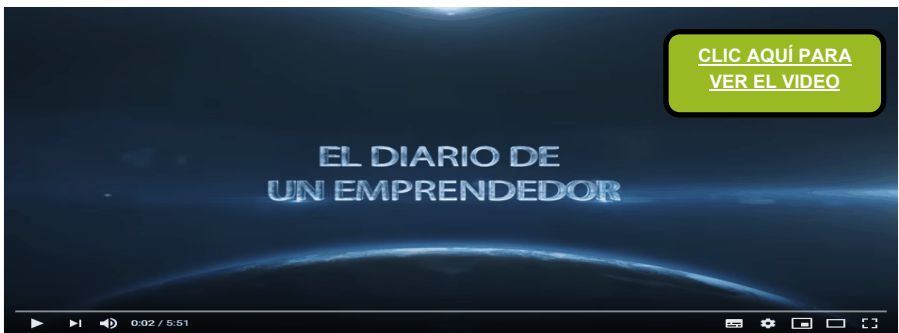 CLIC AQUÍ PARA
VER EL VIDEO
EL DIARIO DE
UN EMPRENDEDOR
0:02 / 5:51